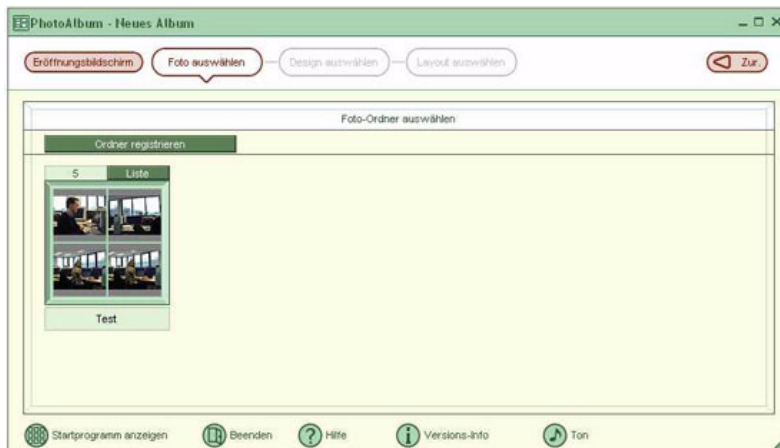 PhotoAlbum - Neues Album
Eröffnungsbildschirm Foto auswählen Design auswählen Layout auswählen Zur.
Foto-Ordner auswählen
Ordner registrieren
5 Liste
Test
Startprogramm anzeigen Beenden Hilfe Versions-Info Ton